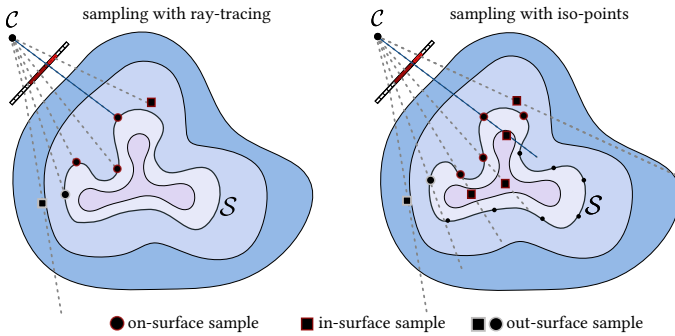 sampling with ray-tracing
sampling with iso-points
C
C
S
S
on-surface sample
in-surface sample
out-surface sample